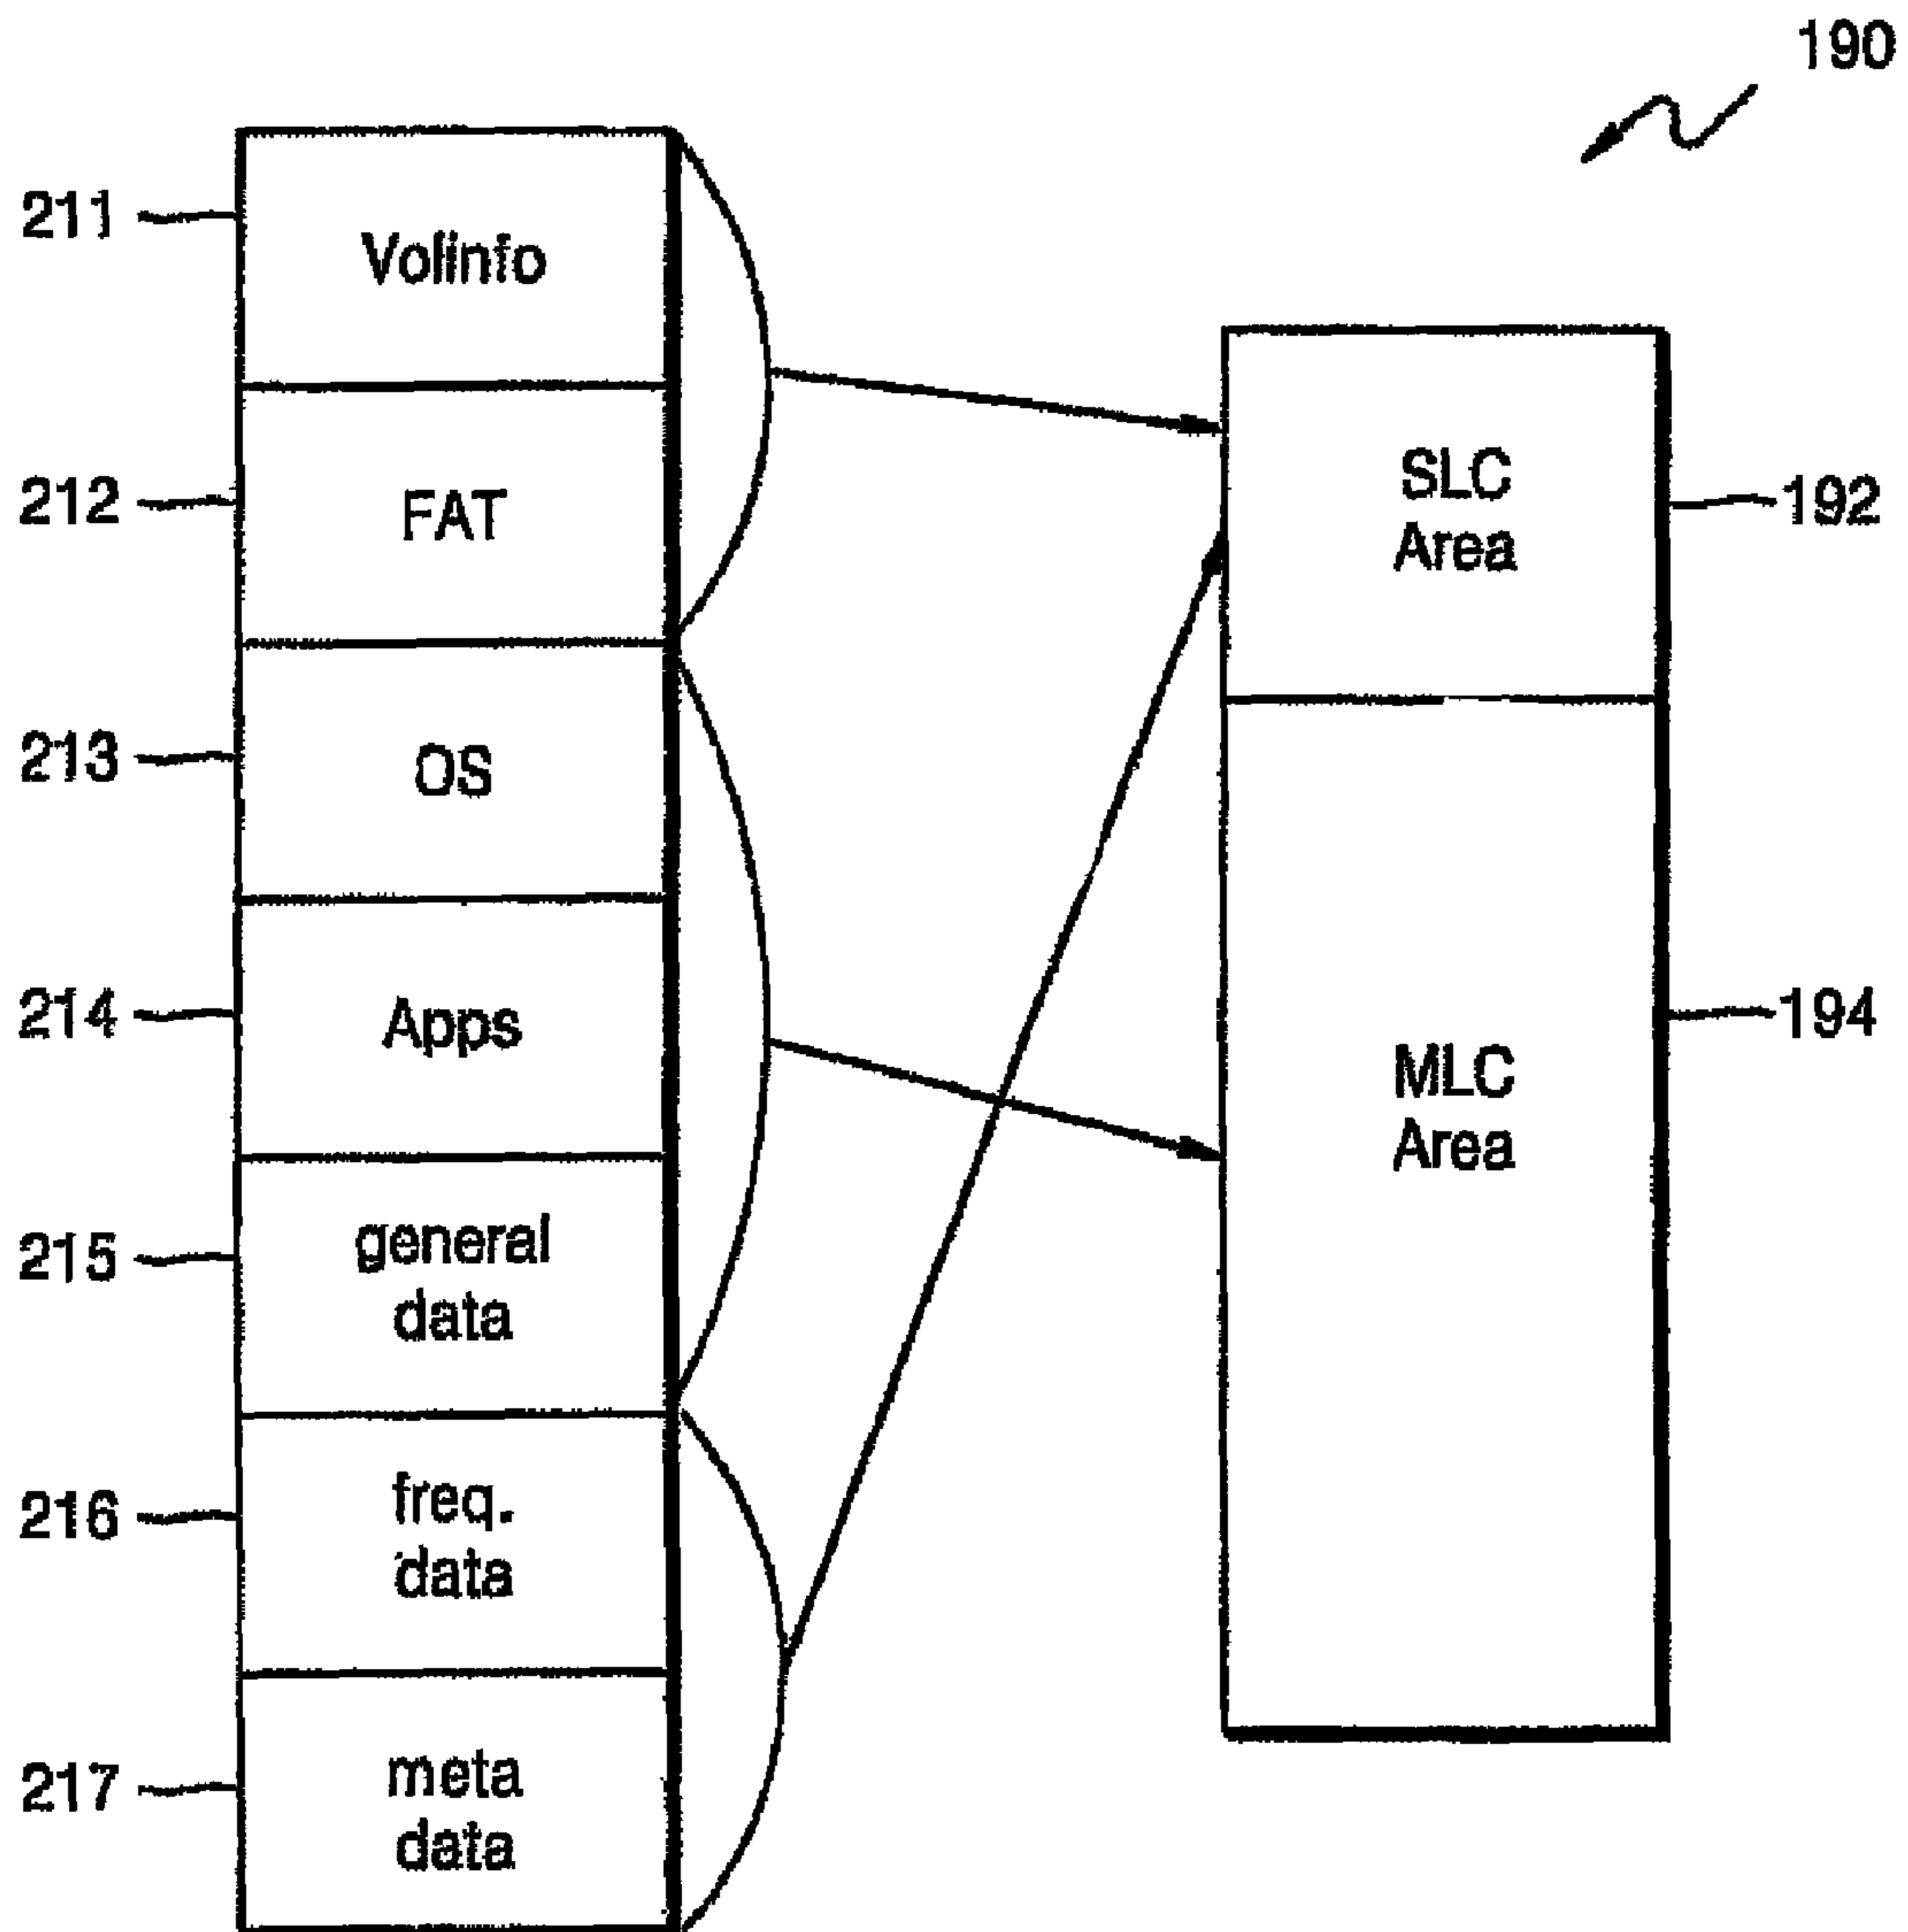 190
211
Volinfo
212
FAT
213
OS
214
Apps
215
general
data
216
freq.
data
217
meta
data
SLC
Area
192
MLC
Area
194